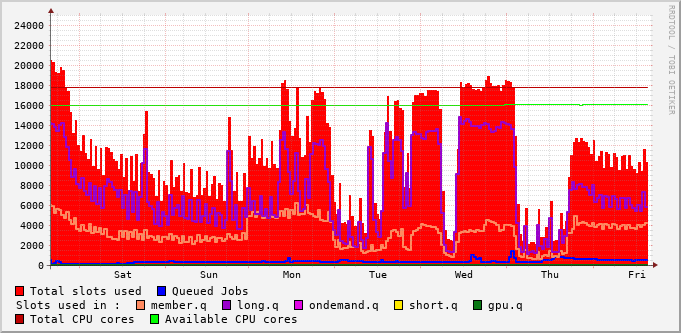 24000
22000
20000
18000
16000
14000
12000
10000
8000
6000
4000
2000
0
Sat Sun Mon Tue Wed Thu Fri
Total slots used Queued Jobs
Slots used in : member.q long.q ondemand.q short.q gpu.q
Total CPU cores Available CPU cores
RRDTOOL / TOBI OETIKER